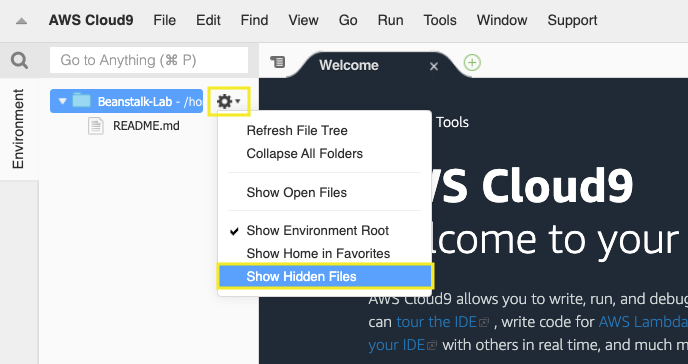 AWS Cloud9 File Edit Find View Go Run Tools Window Support
Go to Anything (⌘ P)
Welcome
Environment
Beanstalk-Lab - /ho
README.md
Refresh File Tree
Collapse All Folders
Show Open Files
Show Environment Root
Show Home in Favorites
Show Hidden Files
Tools
WS Cloud9
lcome to your
AWS Cloud9 allows you to write, run, and debug
can tour the IDE , write code for AWS Lambda
your IDE with others in real time, and much m